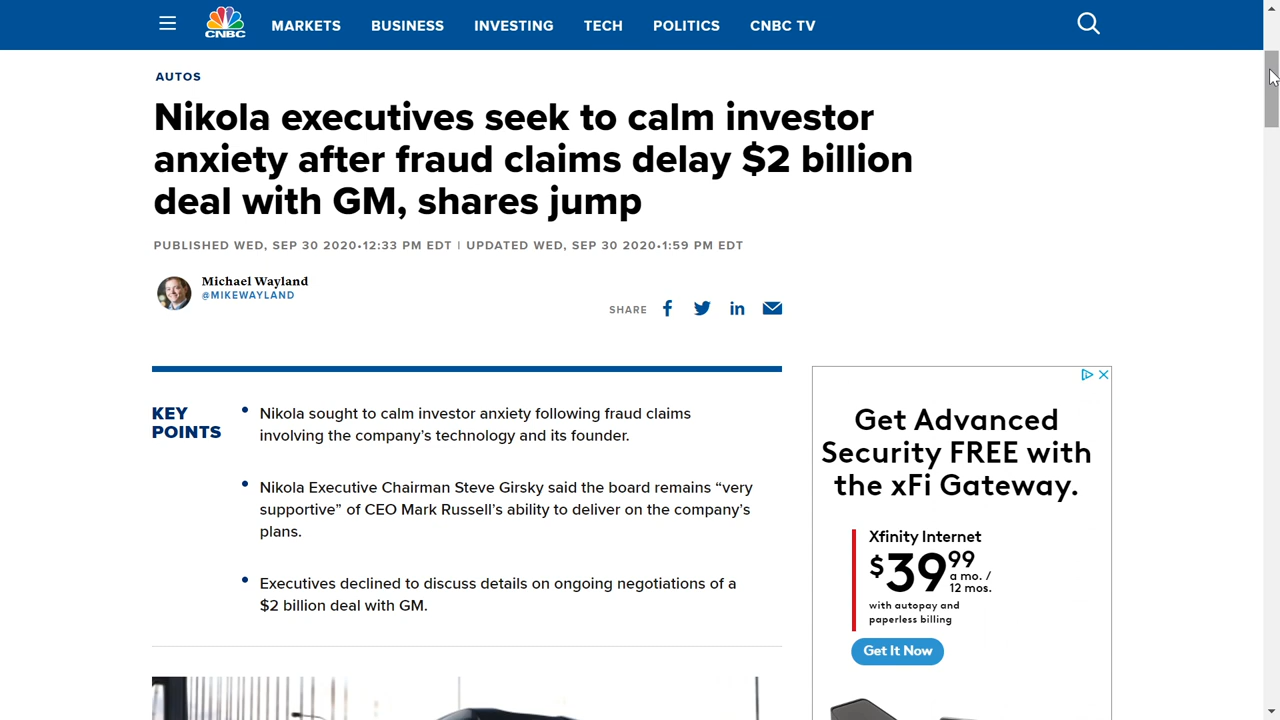 CNBC
MARKETS
BUSINESS
INVESTING
TECH
POLITICS
CNBC TV
AUTOS
Nikola executives seek to calm investor
anxiety after fraud claims delay $2 billion
deal with GM, shares jump
PUBLISHED WED, SEP 30 2020•12:33 PM EDT | UPDATED WED, SEP 30 2020•1:59 PM EDT
Michael Wayland
@MIKEWAYLAND
SHARE
KEY
POINTS
Nikola sought to calm investor anxiety following fraud claims
involving the company’s technology and its founder.
Nikola Executive Chairman Steve Girsky said the board remains “very
supportive” of CEO Mark Russell’s ability to deliver on the company’s
plans.
Executives declined to discuss details on ongoing negotiations of a
$2 billion deal with GM.
Get Advanced
Security FREE with
the xFi Gateway.
Xfinity Internet
$39.99
a mo. /
12 mos.
with autopay and
paperless billing
Get It Now